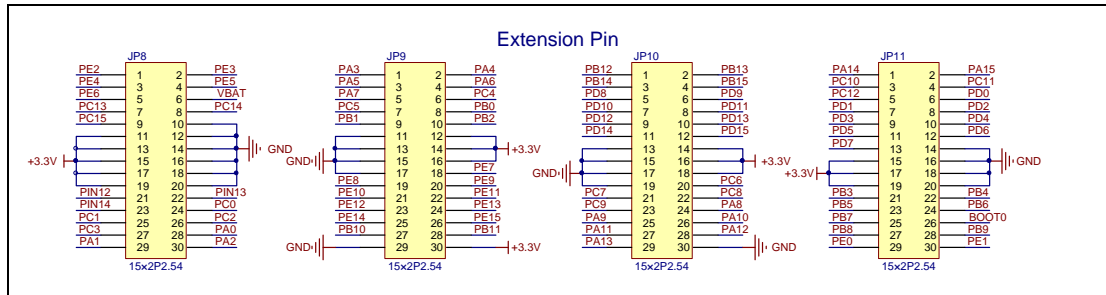 Extension Pin
JP8
PE2 1 2 PE3
PE4 3 4 PE5
PE6 5 6 VBAT
PC13 7 8 PC14
PC15 9 10
11 12
13 14 GND
+3.3V 15 16
17 18
19 20
PIN12 21 22 PIN13
PIN14 23 24 PC0
PC1 25 26 PC2
PC3 27 28 PA0
PA1 29 30 PA2
15×2P2.54
JP9
PA3 1 2 PA4
PA5 3 4 PA6
PA7 5 6 PC4
PC5 7 8 PB0
PB1 9 10 PB2
11 12
13 14 +3.3V
GND 15 16
17 18 PE7
PE8 19 20 PE9
PE10 21 22 PE11
PE12 23 24 PE13
PE14 25 26 PE15
PB10 27 28 PB11
GND 29 30 +3.3V
15×2P2.54
JP10
PB12 1 2 PB13
PB14 3 4 PB15
PD8 5 6 PD9
PD10 7 8 PD11
PD12 9 10 PD13
PD14 11 12 PD15
13 14
15 16 +3.3V
GND 17 18
19 20 PC6
PC7 21 22 PC8
PC9 23 24 PA8
PA9 25 26 PA10
PA11 27 28 PA12
PA13 29 30 GND
15×2P2.54
JP11
PA14 1 2 PA15
PC10 3 4 PC11
PC12 5 6 PD0
PD1 7 8 PD2
PD3 9 10 PD4
PD5 11 12 PD6
PD7 13 14
15 16 GND
+3.3V 17 18
19 20
PB3 21 22 PB4
PB5 23 24 PB6
PB7 25 26 BOOT0
PB8 27 28 PB9
PE0 29 30 PE1
15×2P2.54